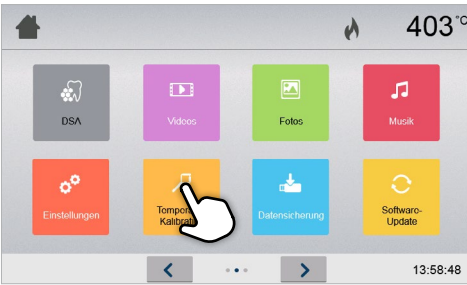 403 °C
DSA
Videos
Fotos
Musik
Einstellungen
Datensicherung
Software-
Update
13:58:48